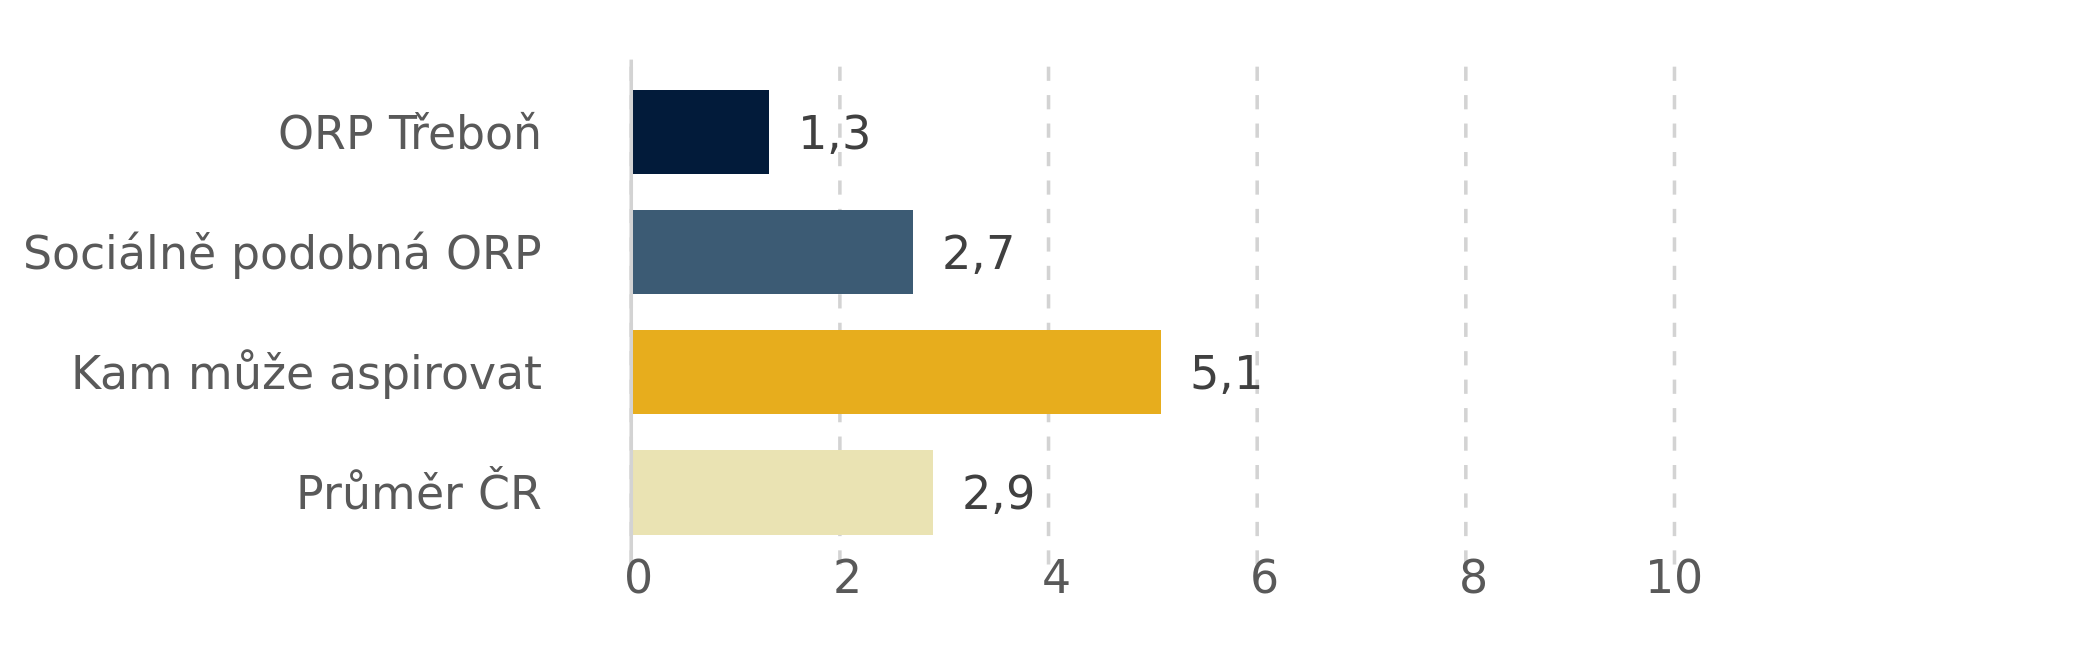 ORP Třeboň 1,3
Sociálně podobná ORP 2,7
Kam může aspirovat 5,1
Průměr ČR 2,9
0 2 4 6 8 10